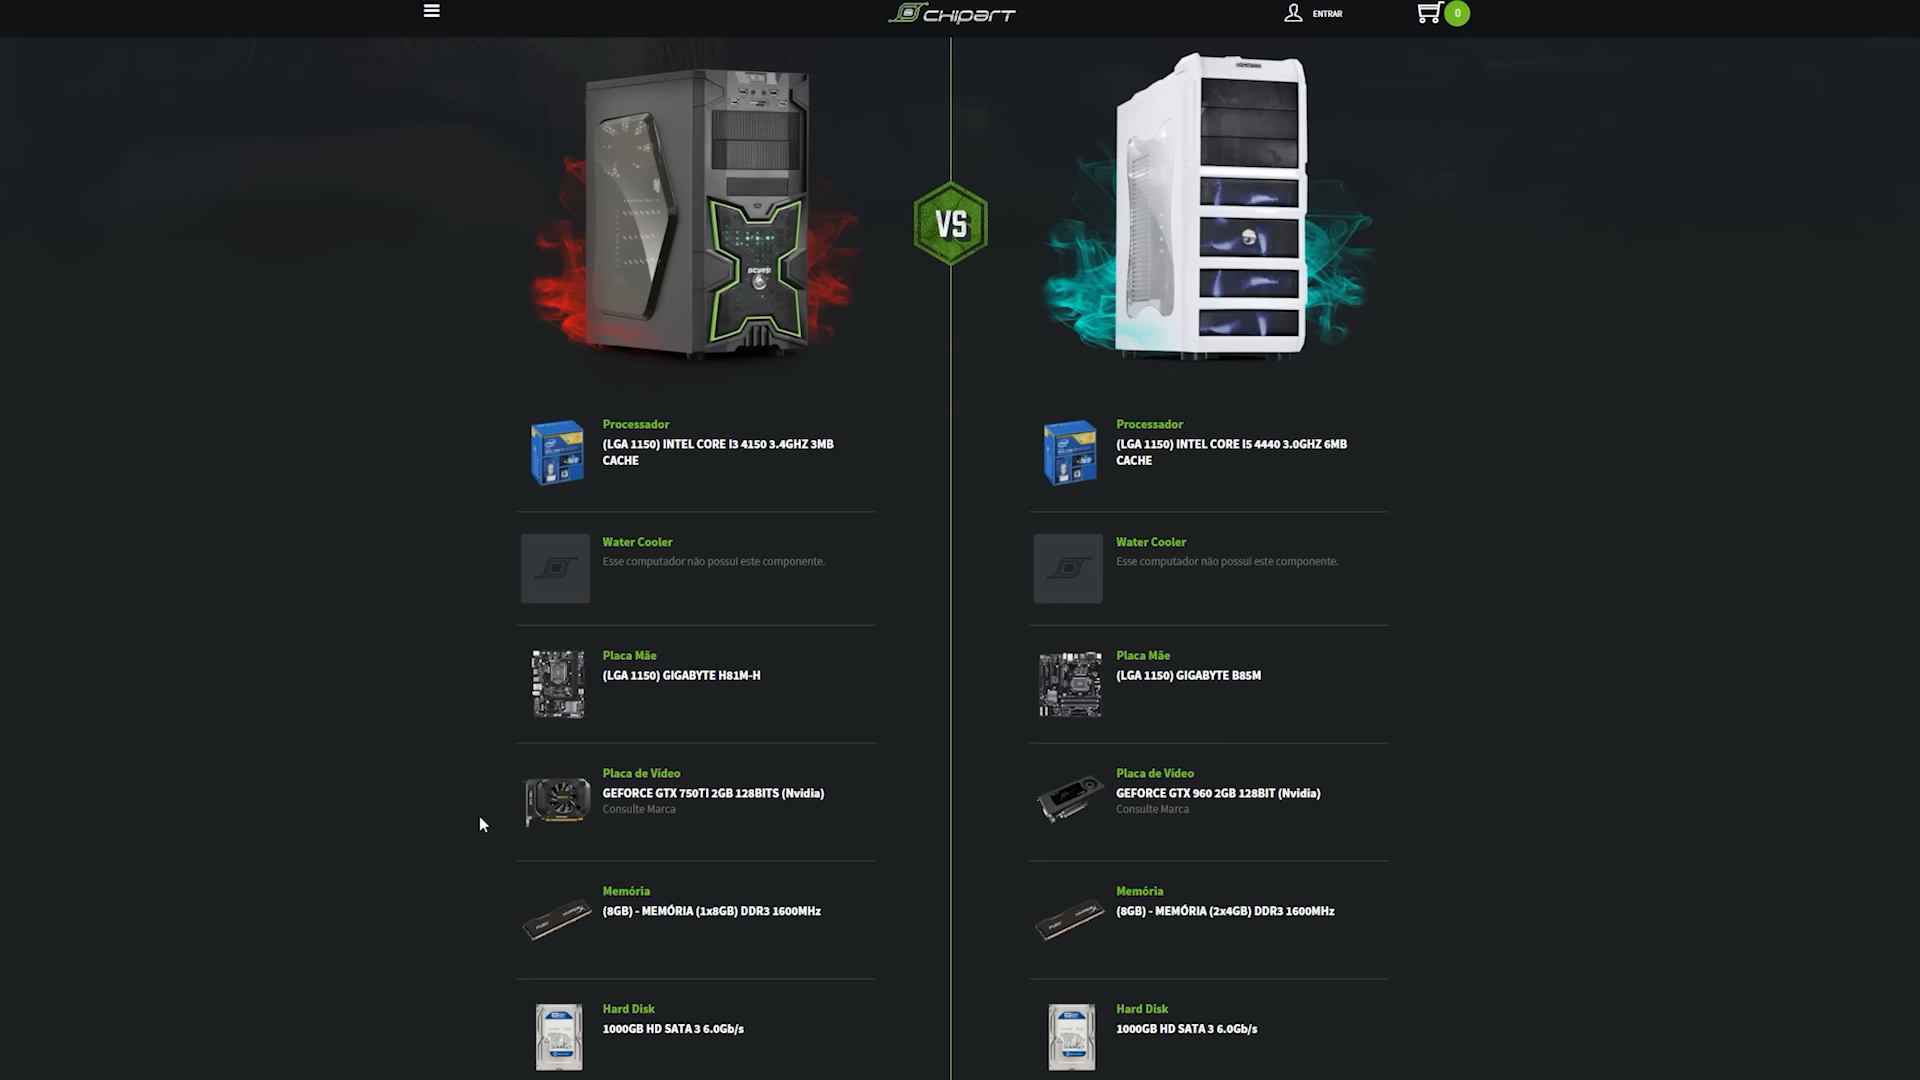 CHIPART
ENTRAR
0
VS
pcyes!
Processador
(LGA 1150) INTEL CORE I3 4150 3.4GHZ 3MB
CACHE
Water Cooler
Esse computador não possui este componente.
Placa Mãe
(LGA 1150) GIGABYTE H81M-H
Placa de Vídeo
GEFORCE GTX 750TI 2GB 128BITS (Nvidia)
Consulte Marca
Memória
(8GB) - MEMÓRIA (1x8GB) DDR3 1600MHz
Hard Disk
1000GB HD SATA 3 6.0Gb/s
Processador
(LGA 1150) INTEL CORE I5 4440 3.0GHZ 6MB
CACHE
Water Cooler
Esse computador não possui este componente.
Placa Mãe
(LGA 1150) GIGABYTE B85M
Placa de Vídeo
GEFORCE GTX 960 2GB 128BIT (Nvidia)
Consulte Marca
Memória
(8GB) - MEMÓRIA (2x4GB) DDR3 1600MHz
Hard Disk
1000GB HD SATA 3 6.0Gb/s